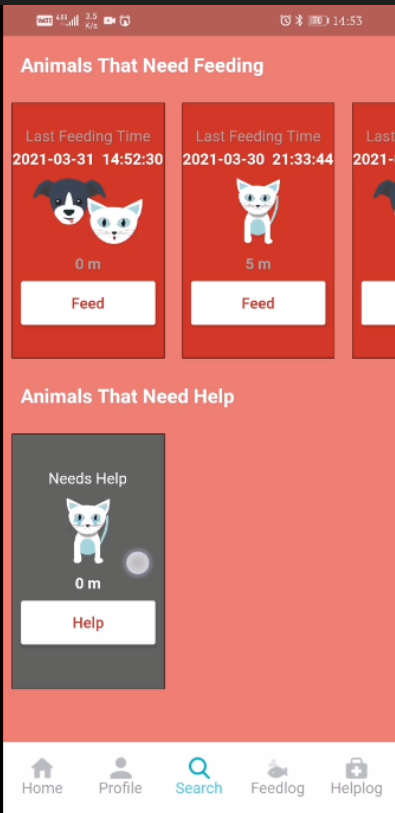 3.5
K/s
14:53
Animals That Need Feeding
Last Feeding Time
2021-03-31 14:52:30
0 m
Feed
Last Feeding Time
2021-03-30 21:33:44
5 m
Feed
Last
2021-
Animals That Need Help
Needs Help
0 m
Help
Home
Profile
Search
Feedlog
Helplog